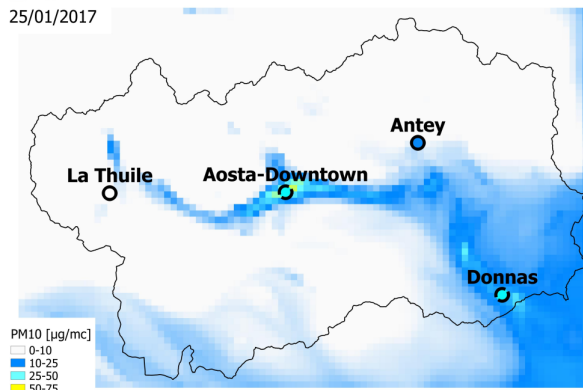 25/01/2017
Antey
La Thuile
Aosta-Downtown
Donnas
PM10 [µg/mc]
0-10
10-25
25-50
50-75